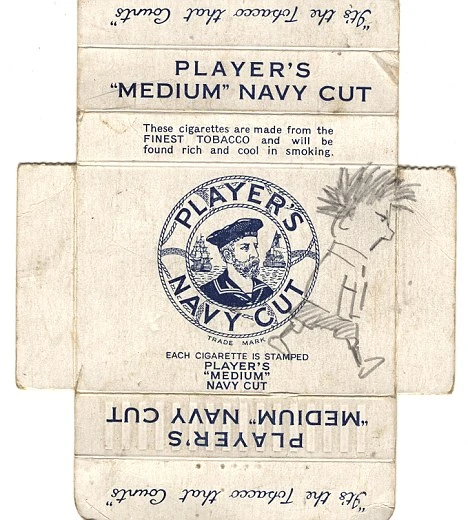 "It's the Tobacco that Counts"
PLAYER'S
"MEDIUM" NAVY CUT
These cigarettes are made from the
FINEST TOBACCO and will be
found rich and cool in smoking.
PLAYER'S
NAVY CUT
TRADE MARK
EACH CIGARETTE IS STAMPED
PLAYER'S
"MEDIUM"
NAVY CUT
PLAYER'S
"MEDIUM" NAVY CUT
"It's the Tobacco that Counts"